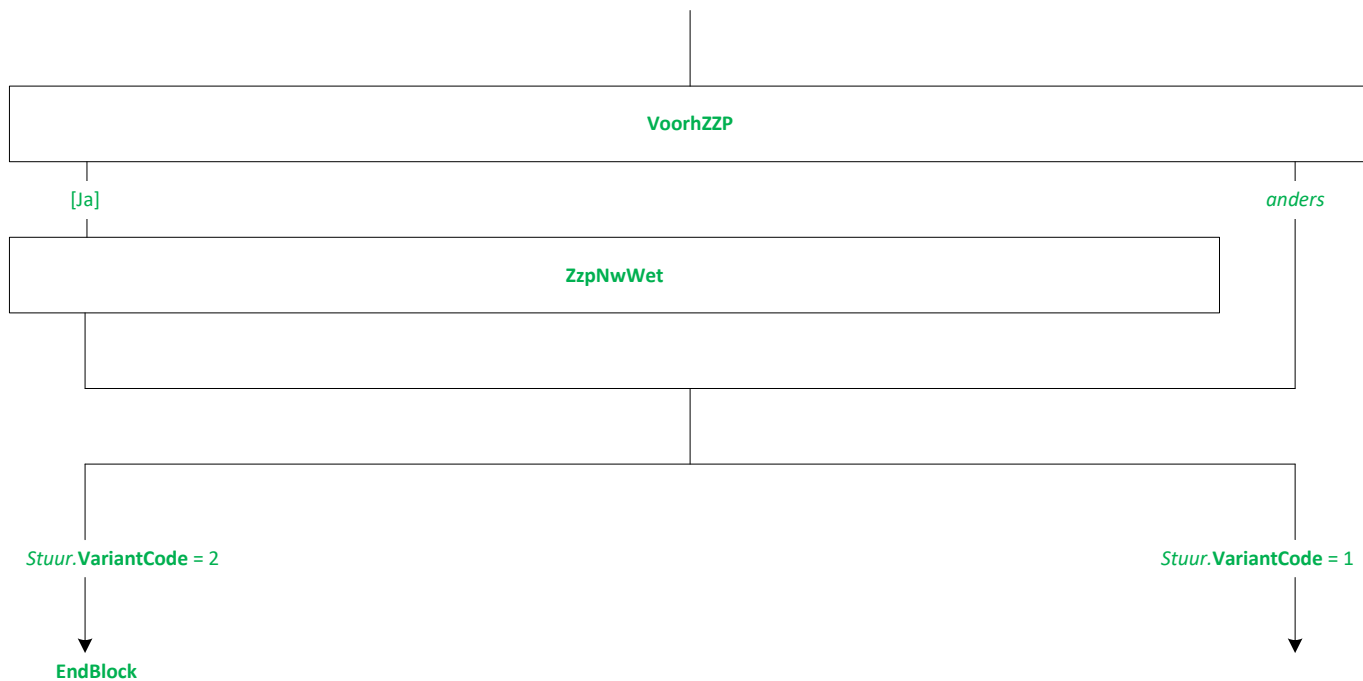 VoorhZZP
[Ja]
anders
ZzpNwWet
Stuur.VariantCode = 2
Stuur.VariantCode = 1
EndBlock